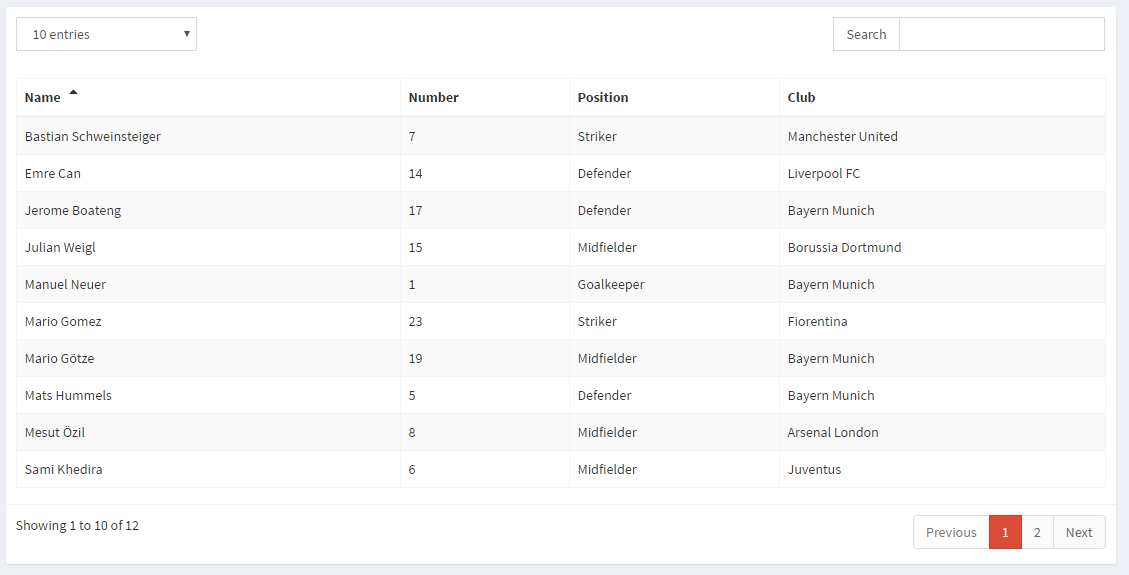 10 entries Search
Name Number Position Club
Bastian Schweinsteiger 7 Striker Manchester United
Emre Can 14 Defender Liverpool FC
Jerome Boateng 17 Defender Bayern Munich
Julian Weigl 15 Midfielder Borussia Dortmund
Manuel Neuer 1 Goalkeeper Bayern Munich
Mario Gomez 23 Striker Fiorentina
Mario Götze 19 Midfielder Bayern Munich
Mats Hummels 5 Defender Bayern Munich
Mesut Özil 8 Midfielder Arsenal London
Sami Khedira 6 Midfielder Juventus
Showing 1 to 10 of 12 Previous 1 2 Next